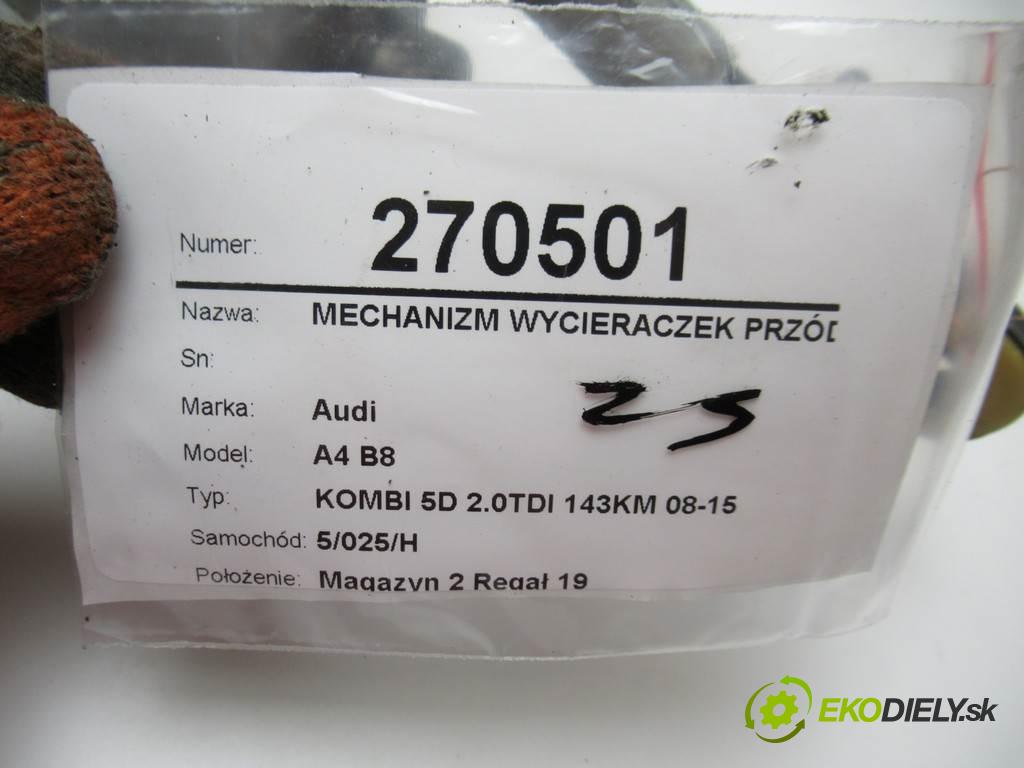 Numer: 270501
Nazwa: MECHANIZM WYCIERACZEK PRZÓD
Sn:
Marka: Audi
Model: A4 B8
Typ: KOMBI 5D 2.0TDI 143KM 08-15
Samochód: 5/025/H
Położenie: Magazyn 2 Regał 19
EKODIELY.sk